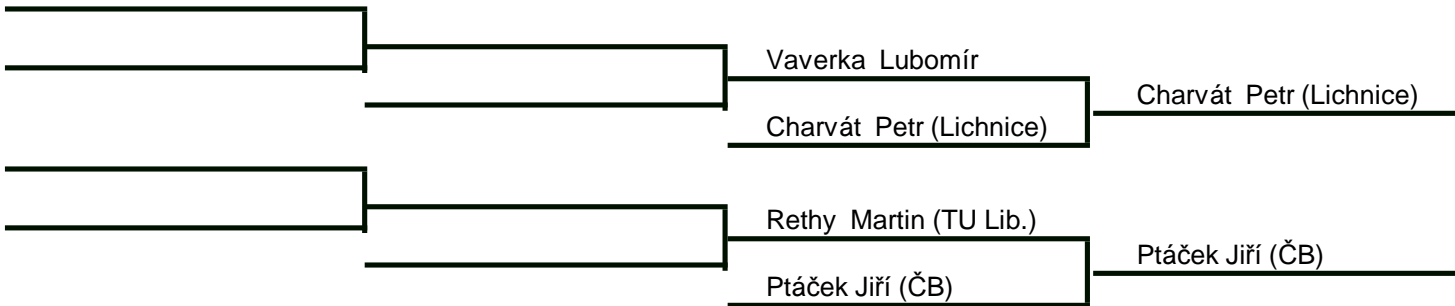 Vaverka Lubomír
Charvát Petr (Lichnice)
Charvát Petr (Lichnice)
Rethy Martin (TU Lib.)
Ptáček Jiří (ČB)
Ptáček Jiří (ČB)